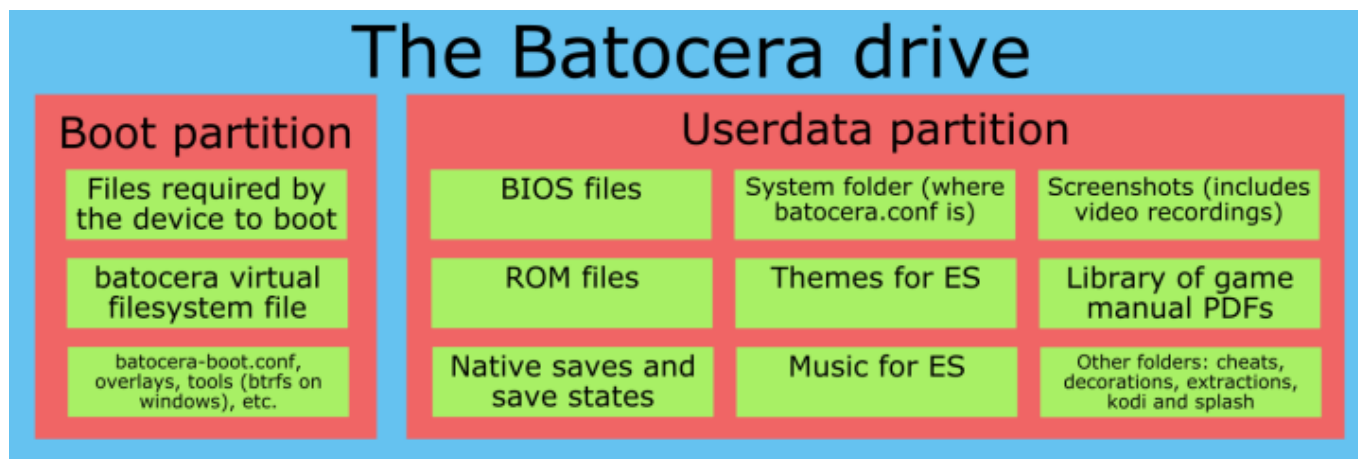 The Batocera drive
Boot partition
Files required by
the device to boot
batocera virtual
filesystem file
batocera-boot.conf,
overlays, tools (btrfs on
windows), etc.
Userdata partition
BIOS files
System folder (where
batocera.conf is)
Screenshots (includes
video recordings)
ROM files
Themes for ES
Library of game
manual PDFs
Native saves and
save states
Music for ES
Other folders: cheats,
decorations, extractions,
kodi and splash